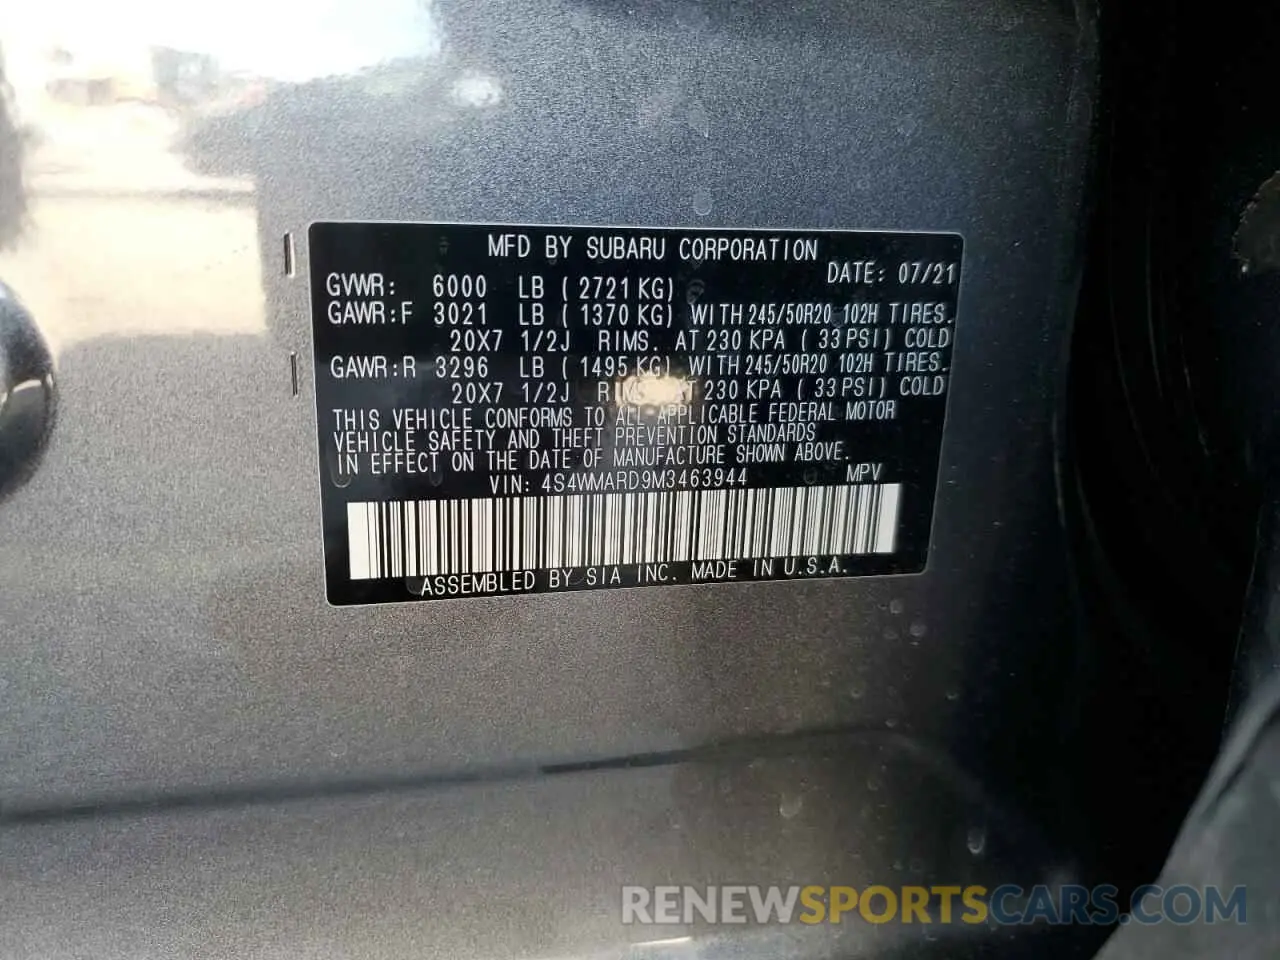 MFD BY SUBARU CORPORATION
DATE: 07/21
GVWR: 6000 LB ( 2721 KG)
GAWR:F 3021 LB ( 1370 KG) WITH 245/50R20 102H TIRES.
20X7 1/2J RIMS. AT 230 KPA ( 33 PSI) COLD
GAWR:R 3296 LB ( 1495 KG) WITH 245/50R20 102H TIRES.
20X7 1/2J RIMS. AT 230 KPA ( 33 PSI) COLD
THIS VEHICLE CONFORMS TO ALL APPLICABLE FEDERAL MOTOR
VEHICLE SAFETY AND THEFT PREVENTION STANDARDS
IN EFFECT ON THE DATE OF MANUFACTURE SHOWN ABOVE.
VIN: 4S4WMARD9M3463944 MPV
ASSEMBLED BY SIA INC. MADE IN U.S.A.
RENEWSPORTSCARS.COM